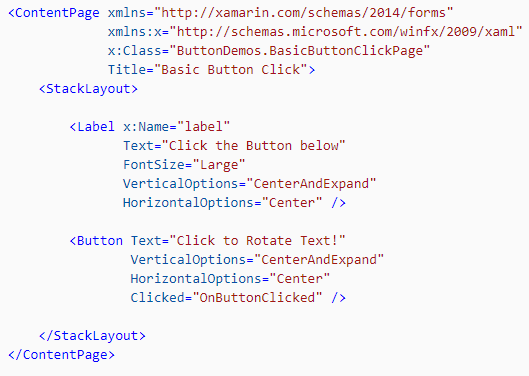 <ContentPage xmlns="http://xamarin.com/schemas/2014/forms"
             xmlns:x="http://schemas.microsoft.com/winfx/2009/xaml"
             x:Class="ButtonDemos.BasicButtonClickPage"
             Title="Basic Button Click">
    <StackLayout>
        <Label x:Name="label"
               Text="Click the Button below"
               FontSize="Large"
               VerticalOptions="CenterAndExpand"
               HorizontalOptions="Center" />
        <Button Text="Click to Rotate Text!"
                VerticalOptions="CenterAndExpand"
                HorizontalOptions="Center"
                Clicked="OnButtonClicked" />
    </StackLayout>
</ContentPage>